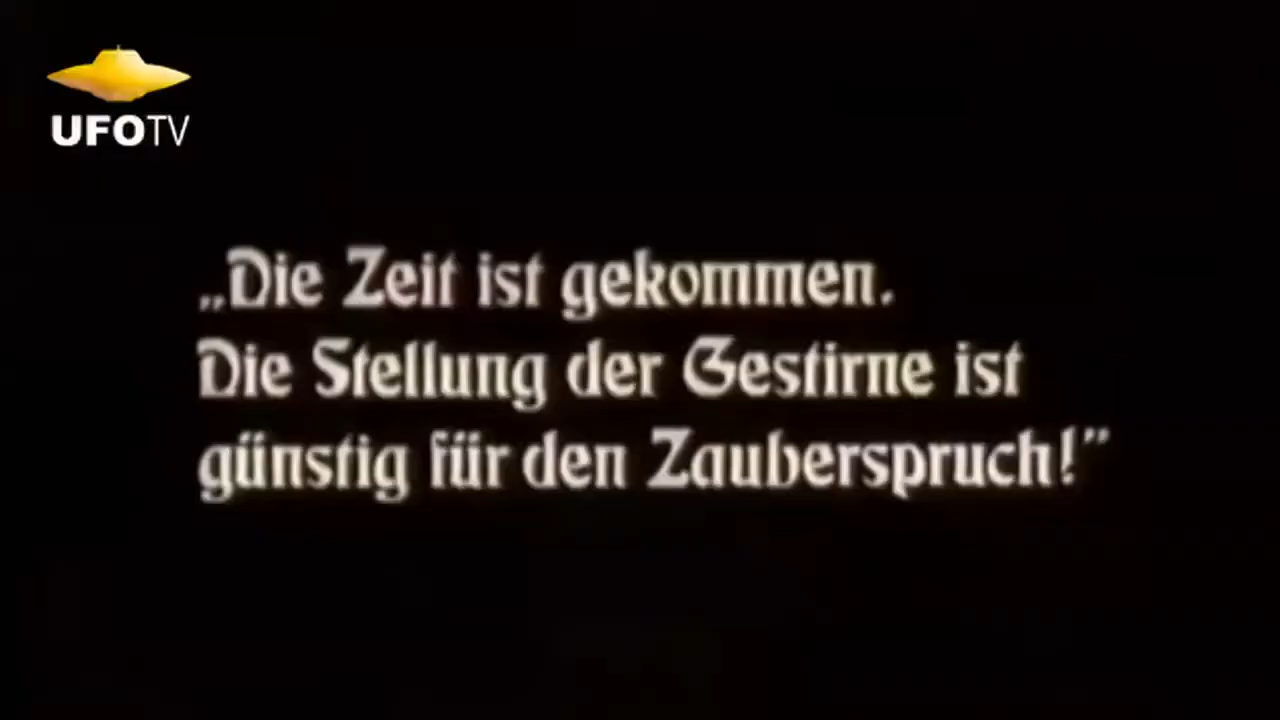 UFOTV
„Die Zeit ist gekommen.
Die Stellung der Gestirne ist
günstig für den Zauberspruch!”